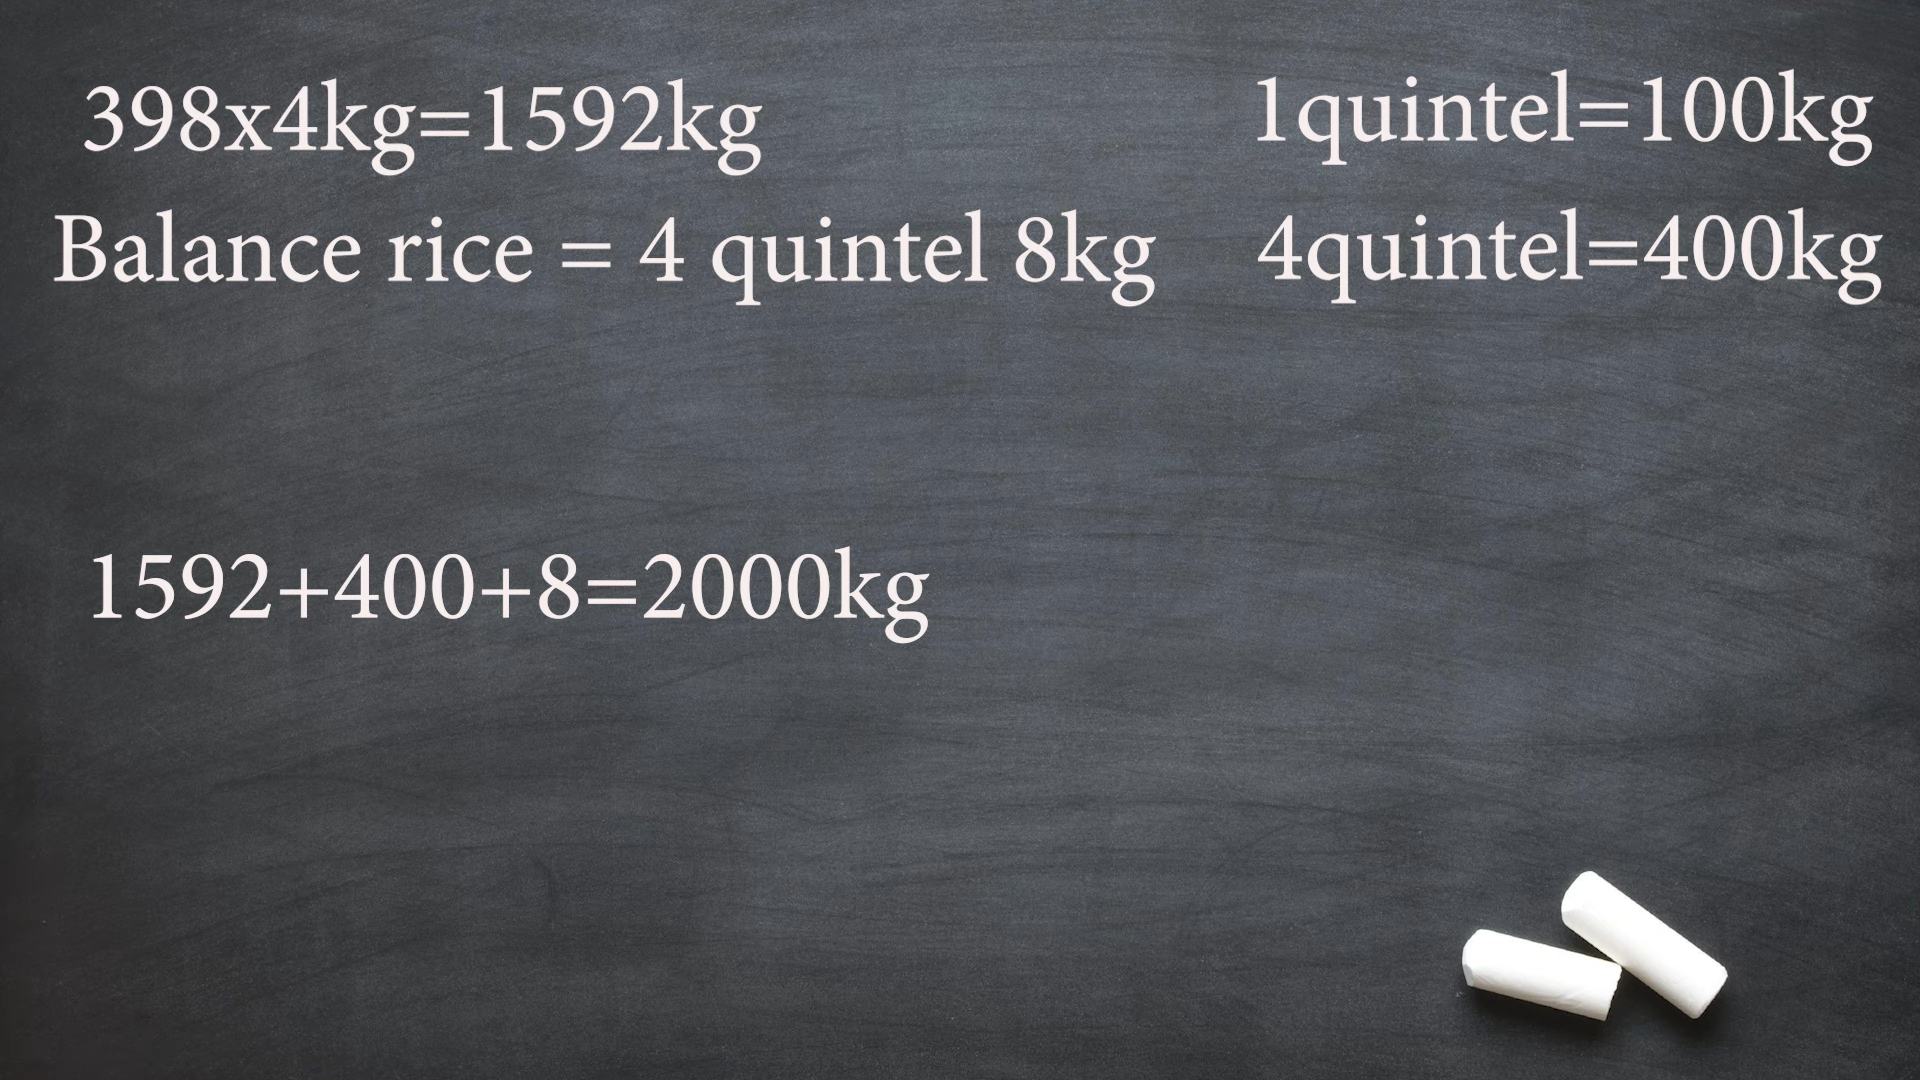 398x4kg=1592kg
1quintel=100kg
Balance rice = 4 quintel 8kg
4quintel=400kg
1592+400+8=2000kg